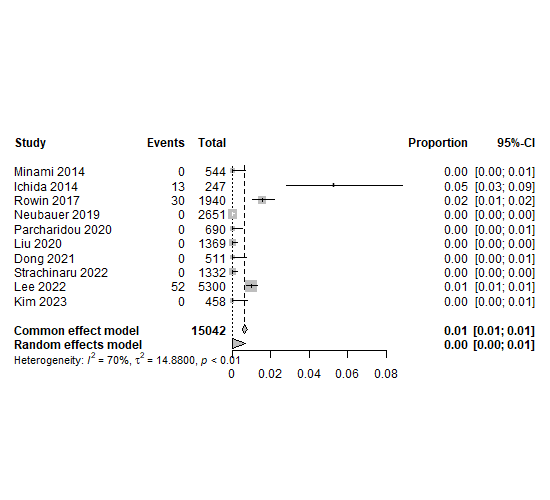 Study Events Total Proportion 95%-CI
Minami 2014 0 544 0.00 [0.00; 0.01]
Ichida 2014 13 247 0.05 [0.03; 0.09]
Rowin 2017 30 1940 0.02 [0.01; 0.02]
Neubauer 2019 0 2651 0.00 [0.00; 0.00]
Parcharidou 2020 0 690 0.00 [0.00; 0.01]
Liu 2020 0 1369 0.00 [0.00; 0.00]
Dong 2021 0 511 0.00 [0.00; 0.01]
Strachinaru 2022 0 1332 0.00 [0.00; 0.00]
Lee 2022 52 5300 0.01 [0.01; 0.01]
Kim 2023 0 458 0.00 [0.00; 0.01]
Common effect model 15042 0.01 [0.01; 0.01]
Random effects model 0.00 [0.00; 0.01]
Heterogeneity: I² = 70%, τ² = 14.8800, p < 0.01
0 0.02 0.04 0.06 0.08